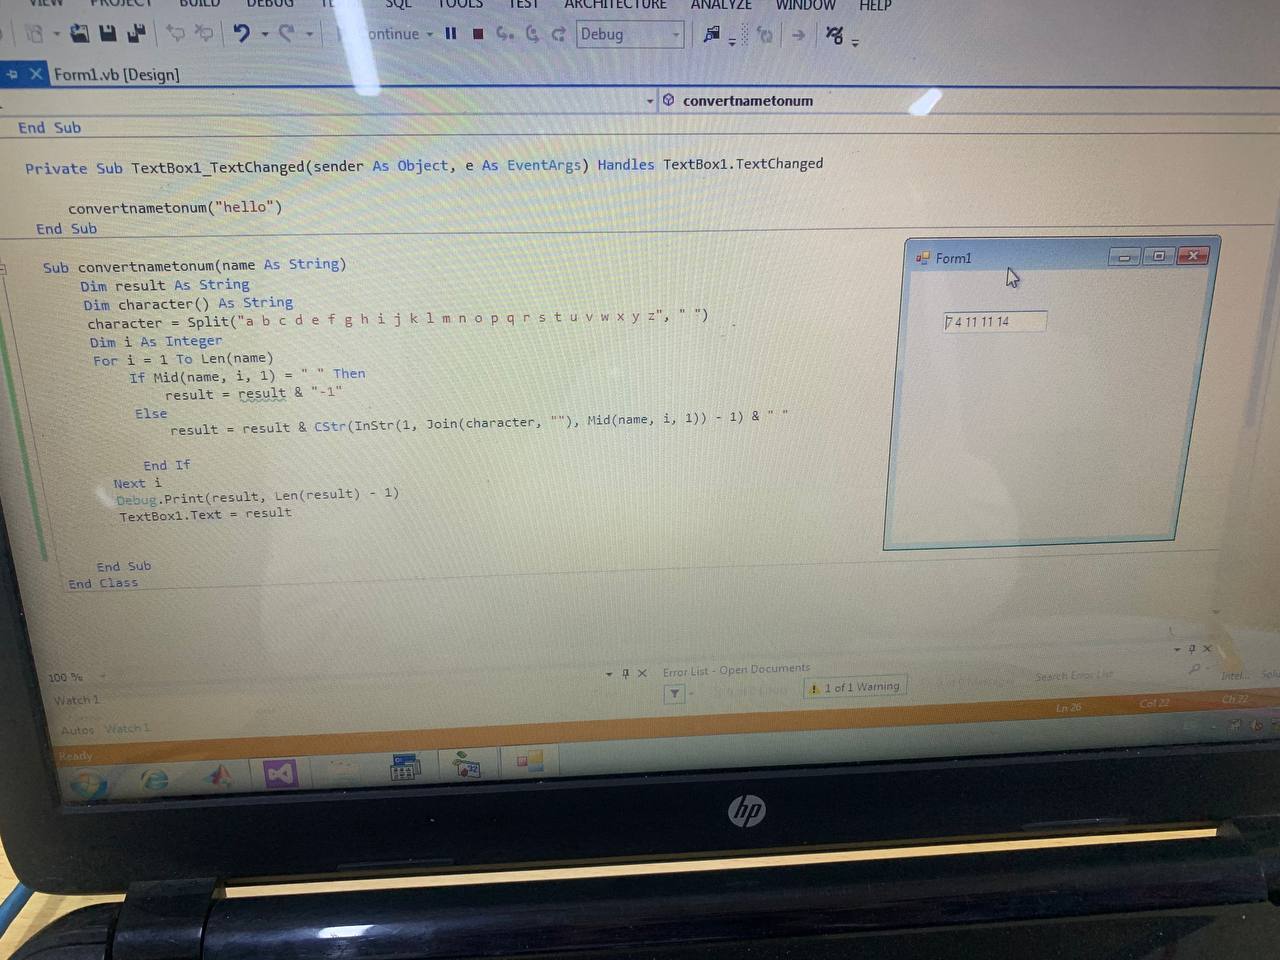 VIEW PROJECT BUILD DEBUG SQL TOOLS TEST ARCHITECTURE ANALYZE WINDOW HELP
ontinue Debug
Form1.vb [Design]
convertnametonum
End Sub
Private Sub TextBox1_TextChanged(sender As Object, e As EventArgs) Handles TextBox1.TextChanged
convertnametonum("hello")
End Sub
Sub convertnametonum(name As String)
Dim result As String
Dim character() As String
character = Split("a b c d e f g h i j k l m n o p q r s t u v w x y z", " ")
Dim i As Integer
For i = 1 To Len(name)
If Mid(name, i, 1) = " " Then
result = result & "-1"
Else
result = result & CStr(InStr(1, Join(character, ""), Mid(name, i, 1)) - 1) & " "
End If
Next i
Debug.Print(result, Len(result) - 1)
TextBox1.Text = result
End Sub
End Class
Form1
7 4 11 11 14
100 %
Watch 1
Autos Watch 1
Error List - Open Documents
1 of 1 Warning
Search Error List
Intel...
Ready
Ln 26 Col 22 Ch 22
hp